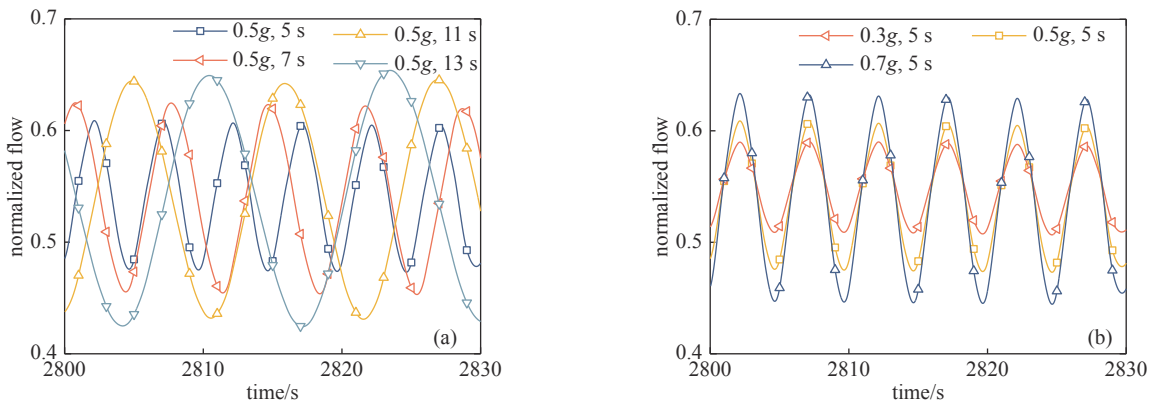 0.7
0.6
0.5
0.4
normalized flow
0.5g, 5 s
0.5g, 7 s
0.5g, 11 s
0.5g, 13 s
(a)
2800
2810
2820
2830
time/s
0.7
0.6
0.5
0.4
normalized flow
0.3g, 5 s
0.7g, 5 s
0.5g, 5 s
(b)
2800
2810
2820
2830
time/s